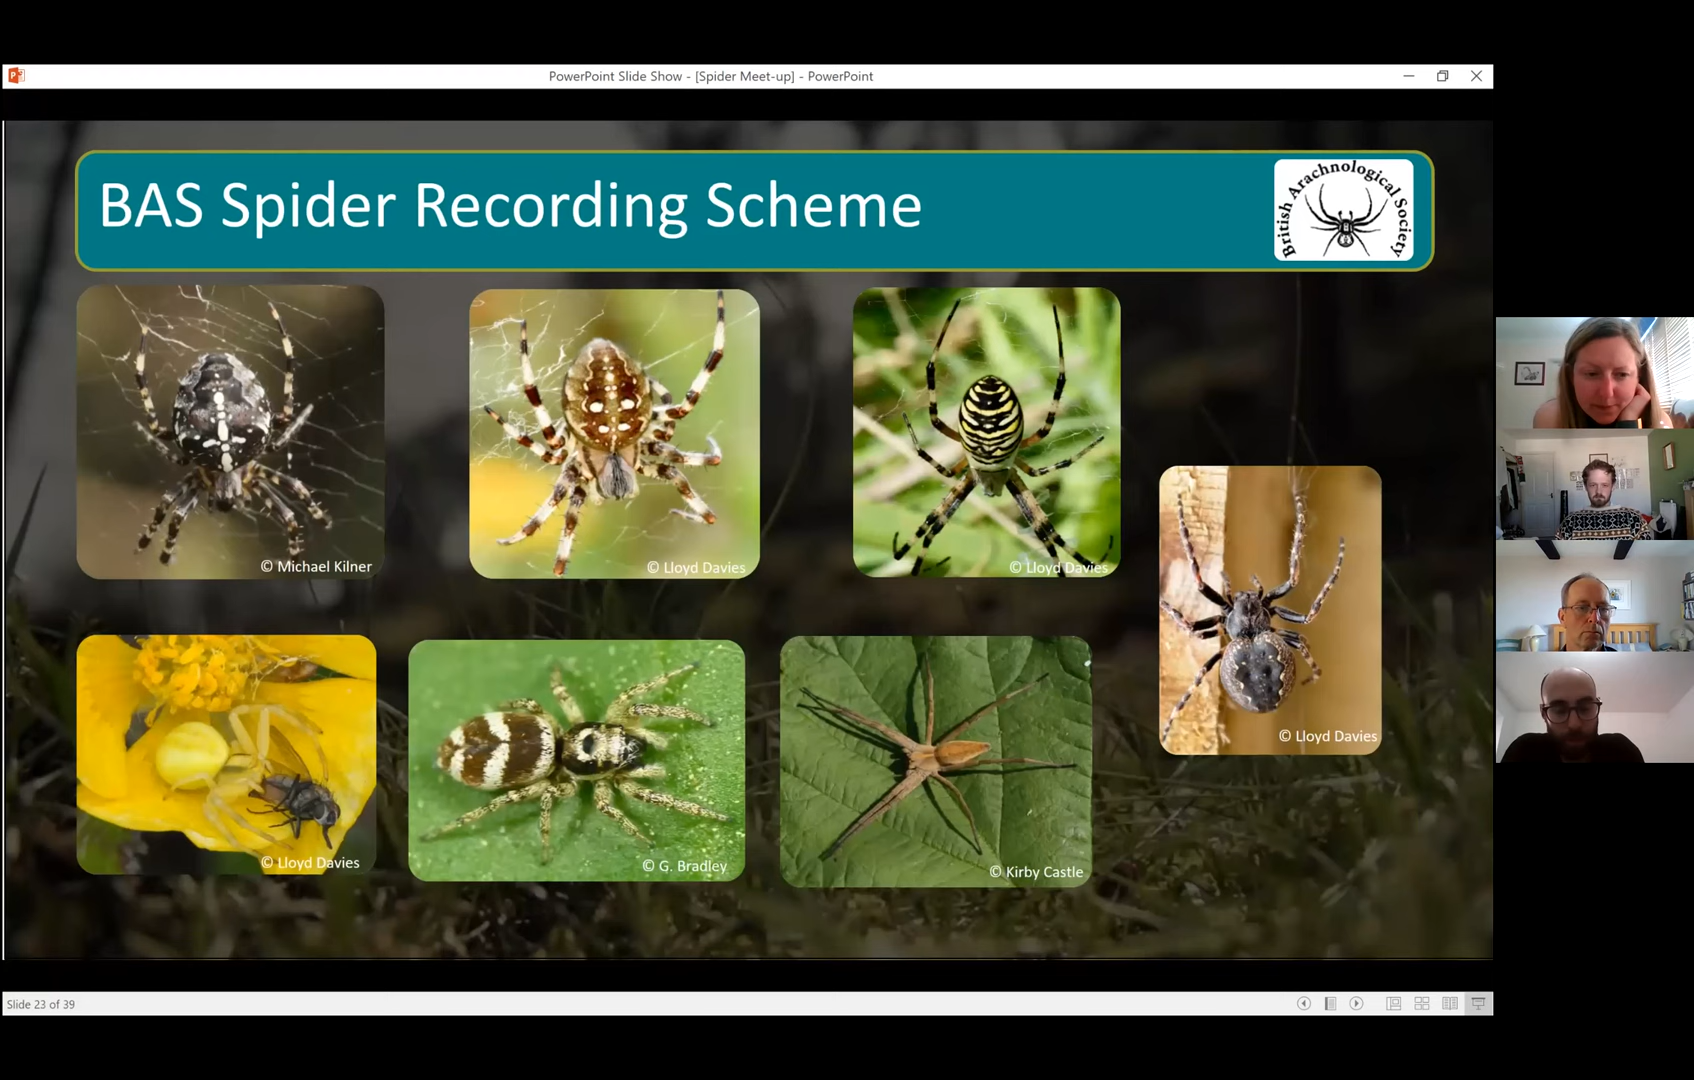 PowerPoint Slide Show - [Spider Meet-up] - PowerPoint
BAS Spider Recording Scheme
British Arachnological Society
© Michael Kilner
© Lloyd Davies
© Lloyd Davies
© Lloyd Davies
© Lloyd Davies
© G. Bradley
© Kirby Castle
Slide 23 of 39